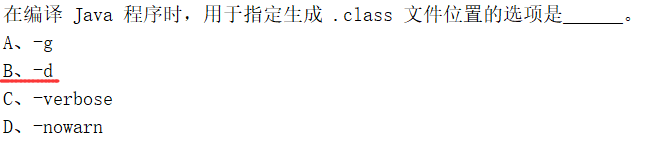 在编译 Java 程序时，用于指定生成 .class 文件位置的选项是______。
A、-g
B、-d
C、-verbose
D、-nowarn